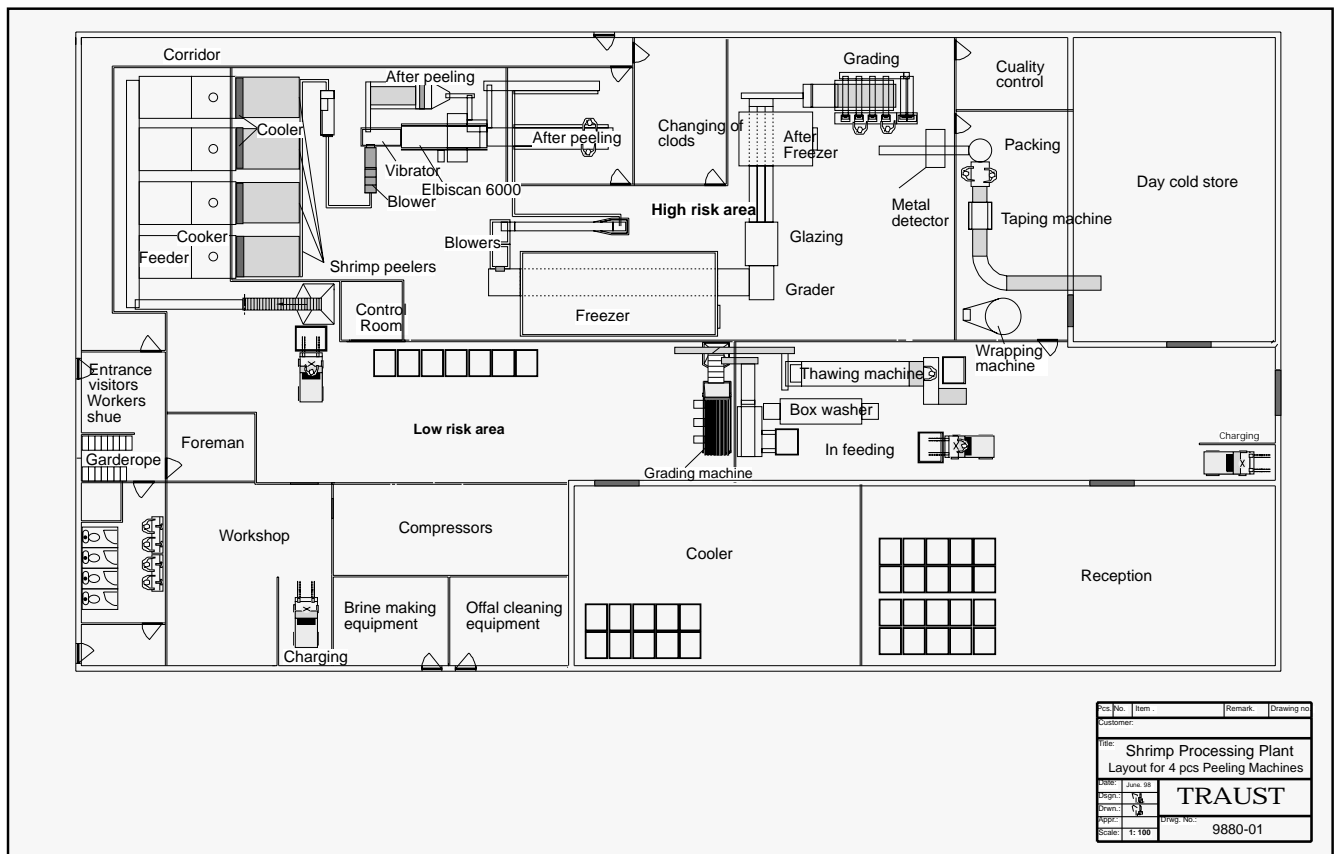 Corridor
After peeling
Grading
Cuality
control
Cooler
After peeling
Changing of
clods
After
Freezer
Packing
Vibrator
Elbiscan 6000
Blower
Day cold store
High risk area
Metal
detector
Taping machine
Cooker
Feeder
Shrimp peelers
Blowers
Glazing
Grader
Control
Room
Freezer
Wrapping
machine
Entrance
visitors
Workers
shue
Thawing machine
Box washer
Foreman
Low risk area
In feeding
Charging
Garderope
Grading machine
Workshop
Compressors
Cooler
Reception
Brine making
equipment
Offal cleaning
equipment
Charging
Pcs. No. Item . Remark. Drawing no.
Customer:
Title:
Shrimp Processing Plant
Layout for 4 pcs Peeling Machines
Date: June. 98
Dsgn.:
Drwn.:
TRAUST
Appr.:
Drwg. No.:
Scale: 1: 100
9880-01